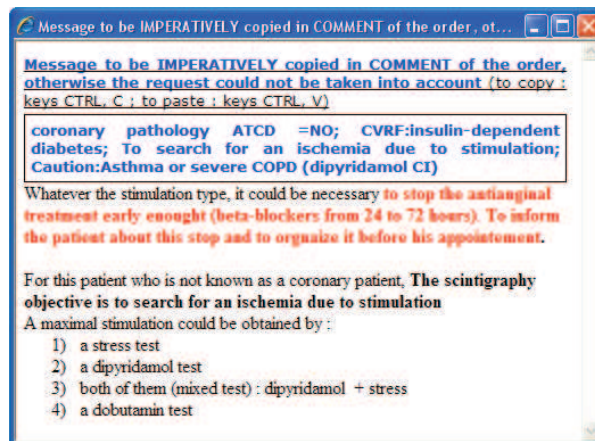 Message to be IMPERATIVELY copied in COMMENT of the order, ot...
Message to be IMPERATIVELY copied in COMMENT of the order,
otherwise the request could not be taken into account (to copy :
keys CTRL, C ; to paste : keys CTRL, V)
coronary pathology ATCD =NO; CVRF:insulin-dependent
diabetes; To search for an ischemia due to stimulation;
Caution:Asthma or severe COPD (dipyridamol CI)
Whatever the stimulation type, it could be necessary to stop the antianginal
treatment early enought (beta-blockers from 24 to 72 hours). To inform
the patient about this stop and to orgnaize it before his appointement.
For this patient who is not known as a coronary patient, The scintigraphy
objective is to search for an ischemia due to stimulation
A maximal stimulation could be obtained by :
1) a stress test
2) a dipyridamol test
3) both of them (mixed test) : dipyridamol + stress
4) a dobutamin test